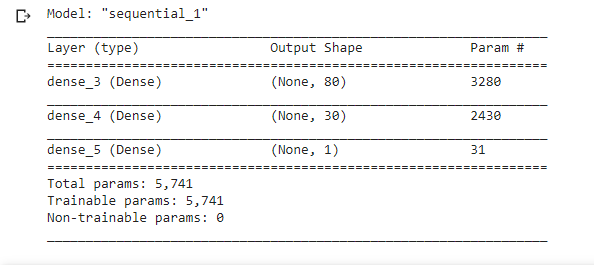 Model: "sequential_1"
Layer (type) Output Shape Param #
=================================================================
dense_3 (Dense) (None, 80) 3280
dense_4 (Dense) (None, 30) 2430
dense_5 (Dense) (None, 1) 31
=================================================================
Total params: 5,741
Trainable params: 5,741
Non-trainable params: 0